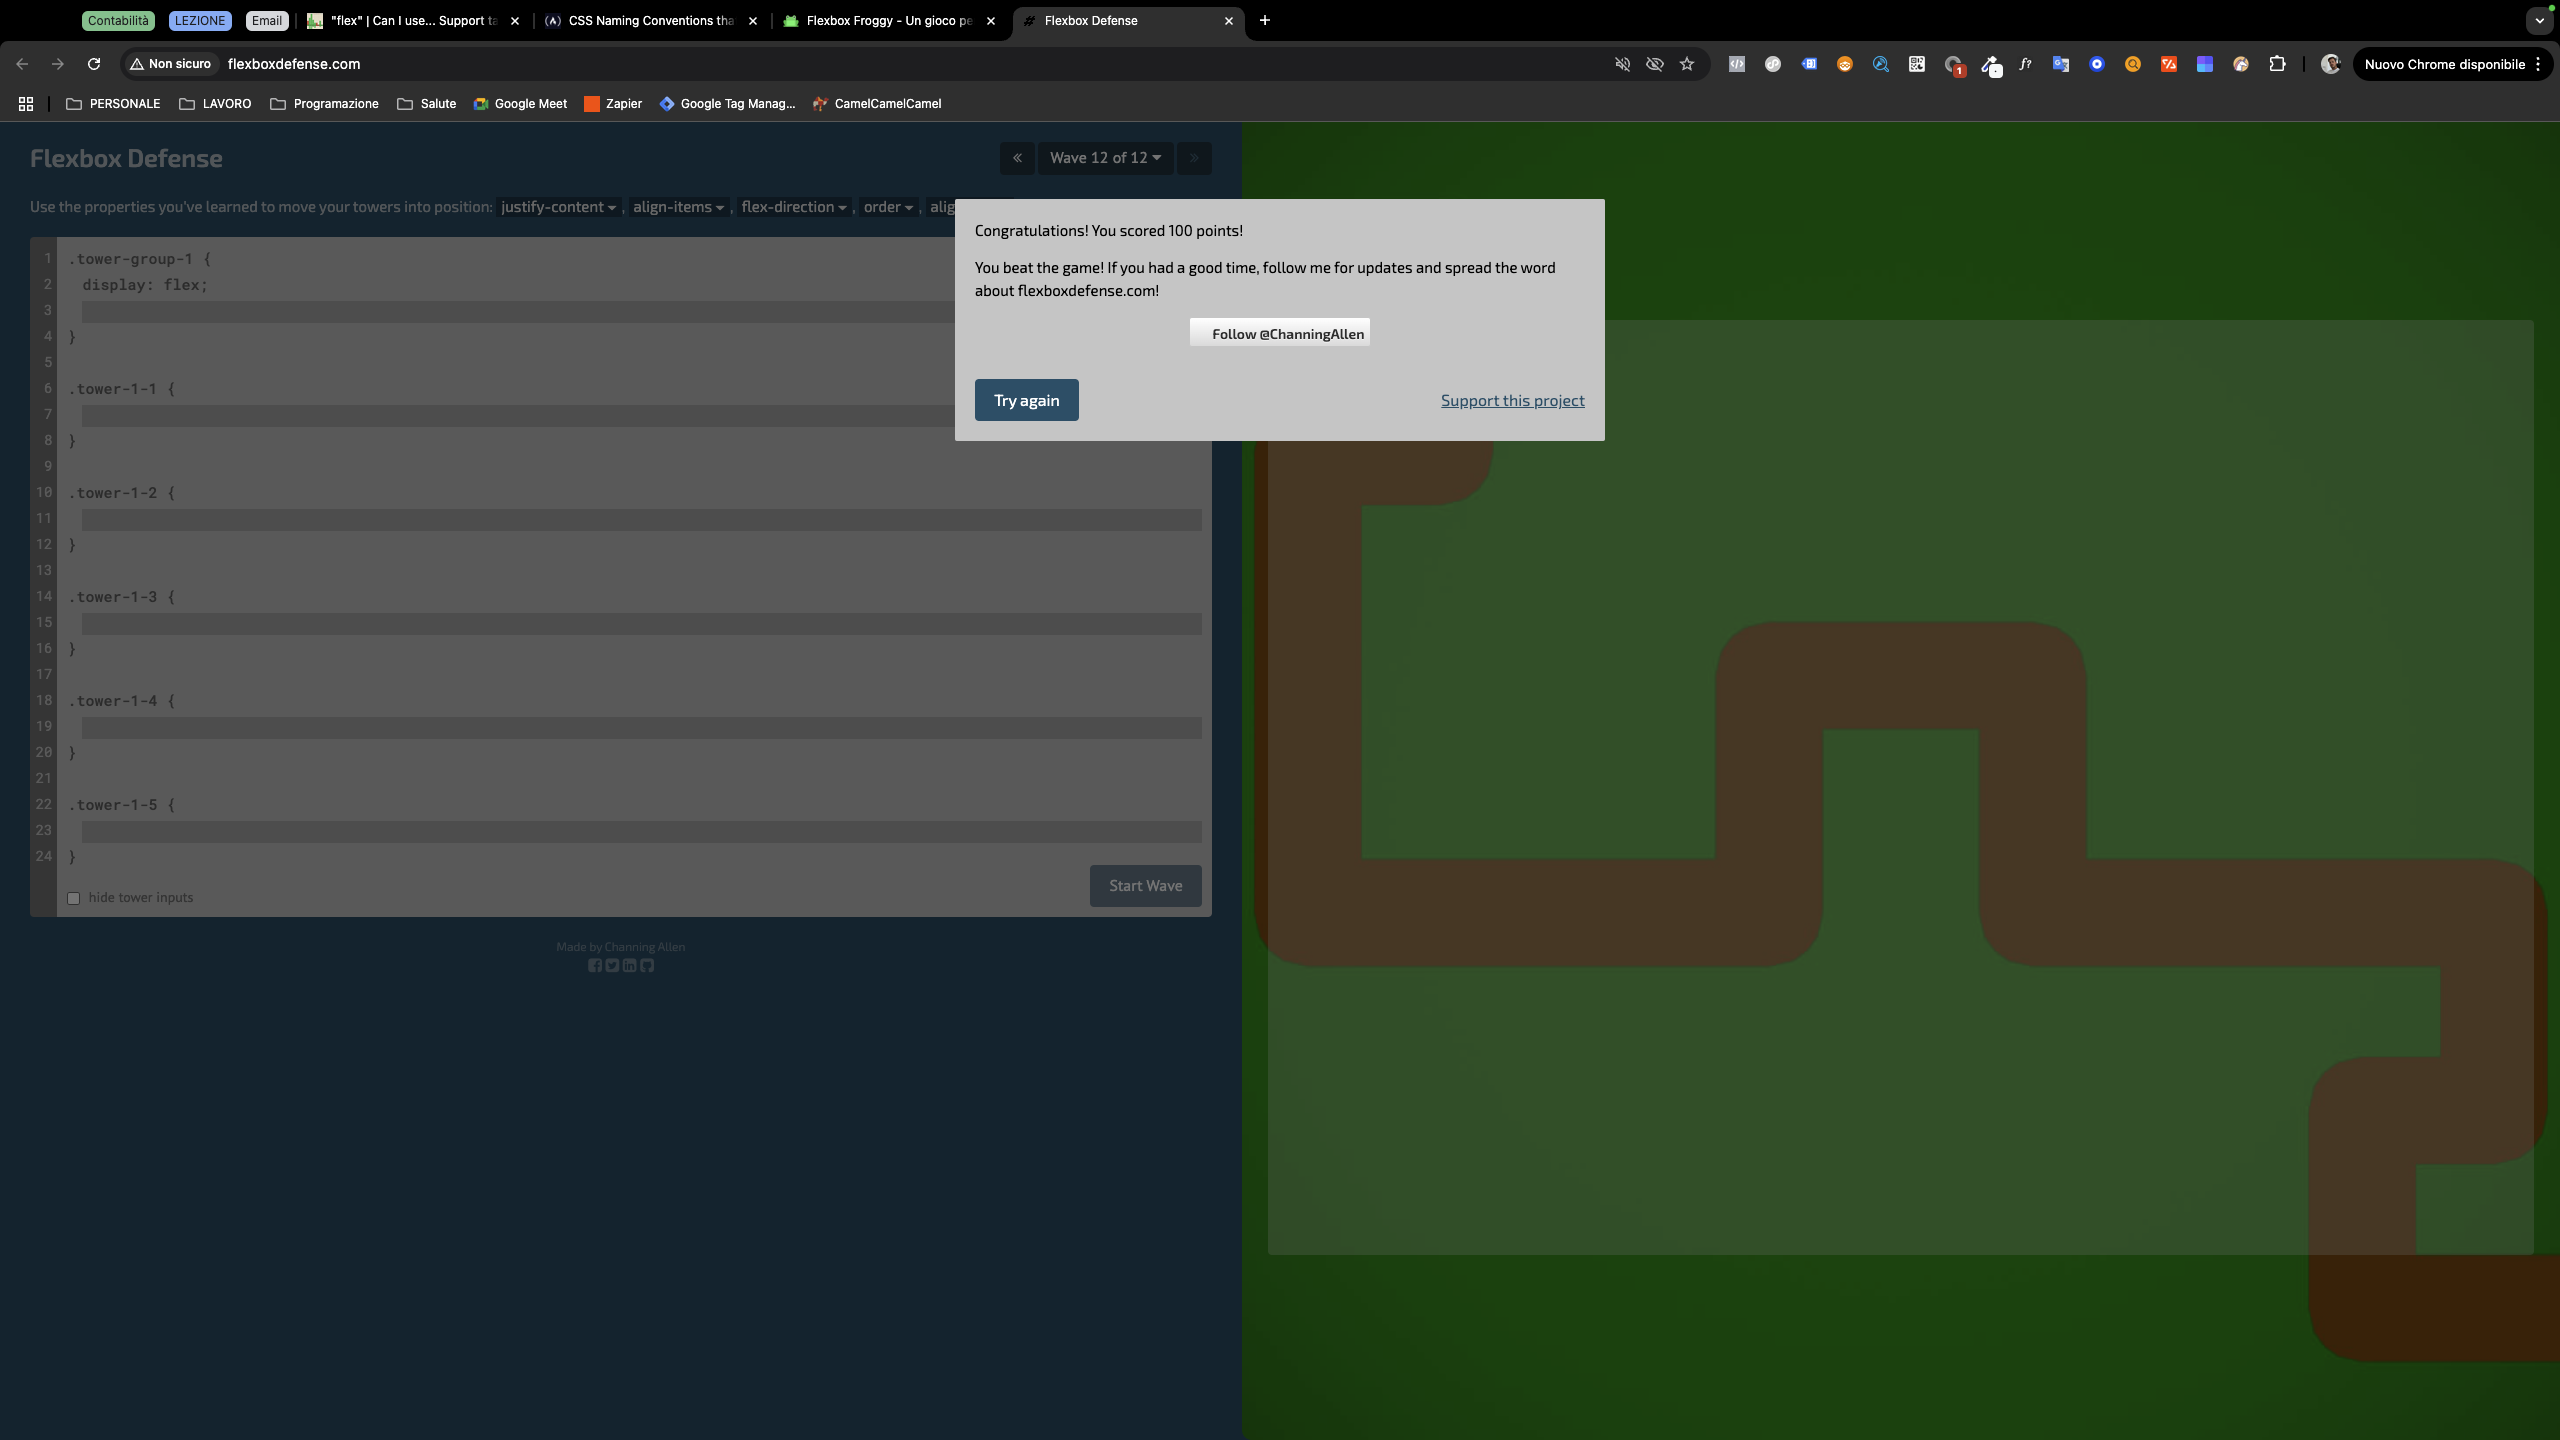 Contabilità
LEZIONE
Email
"flex" | Can I use... Support ta
CSS Naming Conventions tha
Flexbox Froggy - Un gioco pe
Flexbox Defense
Non sicuro
flexboxdefense.com
1
Nuovo Chrome disponibile
PERSONALE
LAVORO
Programazione
Salute
Google Meet
Zapier
Google Tag Manag...
CamelCamelCamel
Flexbox Defense
« Wave 12 of 12 »
Use the properties you've learned to move your towers into position: justify-content , align-items , flex-direction , order , alig
1 .tower-group-1 {
2 display: flex;
3
4 }
5
6 .tower-1-1 {
7
8 }
9
10 .tower-1-2 {
11
12 }
13
14 .tower-1-3 {
15
16 }
17
18 .tower-1-4 {
19
20 }
21
22 .tower-1-5 {
23
24 }
hide tower inputs
Start Wave
Made by Channing Allen
Congratulations! You scored 100 points!
You beat the game! If you had a good time, follow me for updates and spread the word
about flexboxdefense.com!
Follow @ChanningAllen
Try again
Support this project